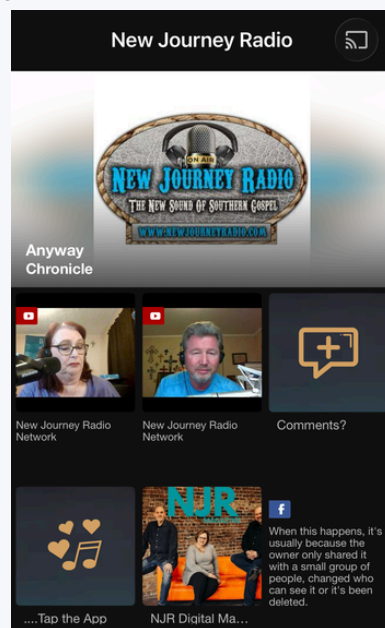 New Journey Radio
ON AIR
NEW JOURNEY RADIO
THE NEW SOUND OF SOUTHERN GOSPEL
WWW.NEWJOURNEYRADIO.COM
Anyway
Chronicle
New Journey Radio
Network
New Journey Radio
Network
Comments?
NJR
....Tap the App
NJR Digital Ma...
When this happens, it's
usually because the
owner only shared it
with a small group of
people, changed who
can see it or it's been
deleted.